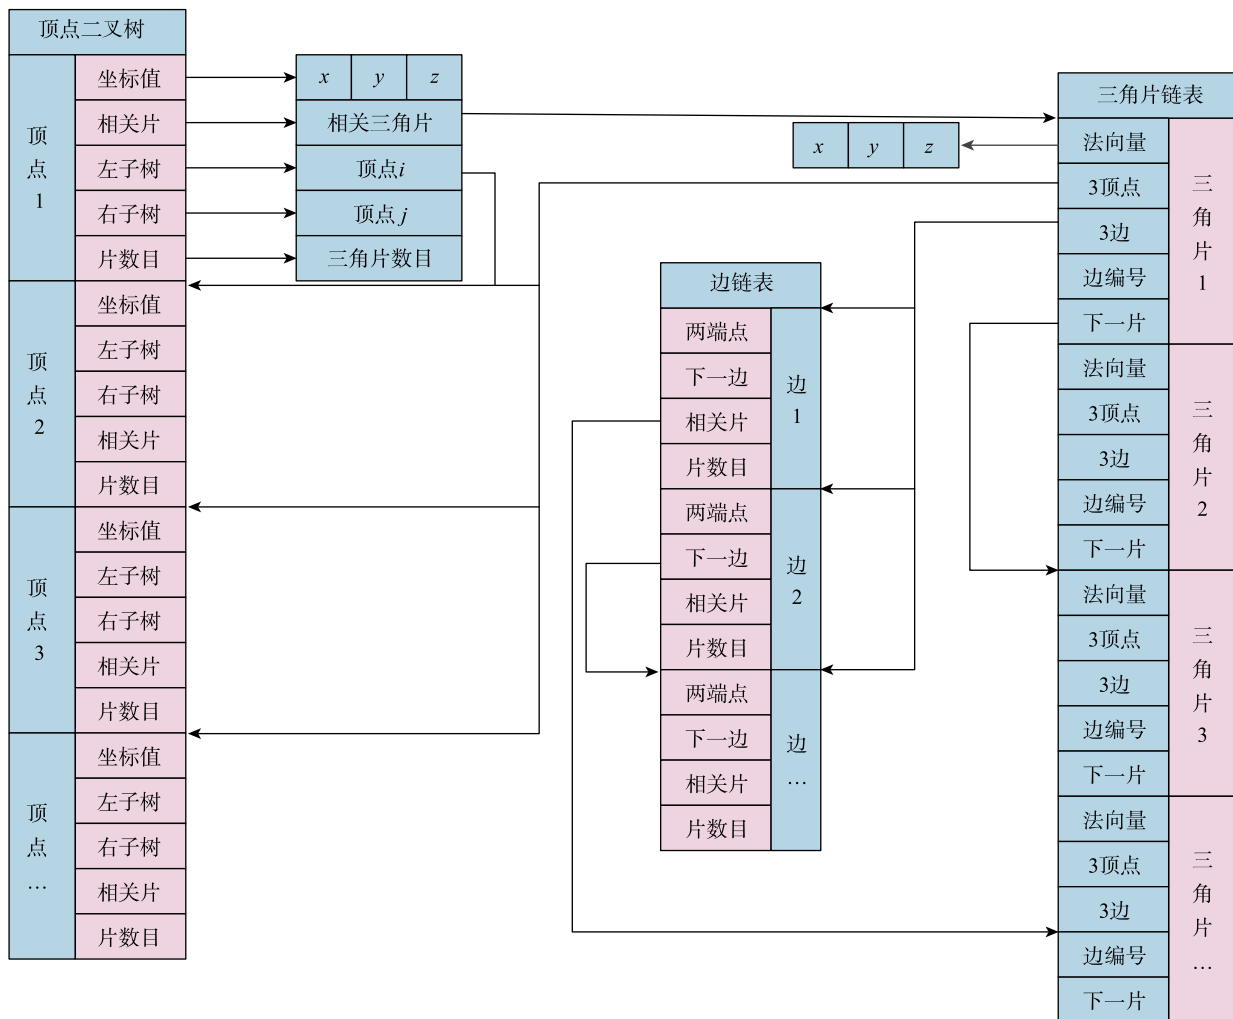 顶点二叉树
顶点1
坐标值
相关片
左子树
右子树
片数目
顶点2
坐标值
左子树
右子树
相关片
片数目
顶点3
坐标值
左子树
右子树
相关片
片数目
顶点…
坐标值
左子树
右子树
相关片
片数目
x y z
相关三角片
顶点i
顶点j
三角片数目
x y z
边链表
两端点
下一边
相关片
片数目
边1
两端点
下一边
相关片
片数目
边2
两端点
下一边
相关片
片数目
边…
三角片链表
法向量
3顶点
3边
边编号
下一片
三角片1
法向量
3顶点
3边
边编号
下一片
三角片2
法向量
3顶点
3边
边编号
下一片
三角片3
法向量
3顶点
3边
边编号
下一片
三角片…